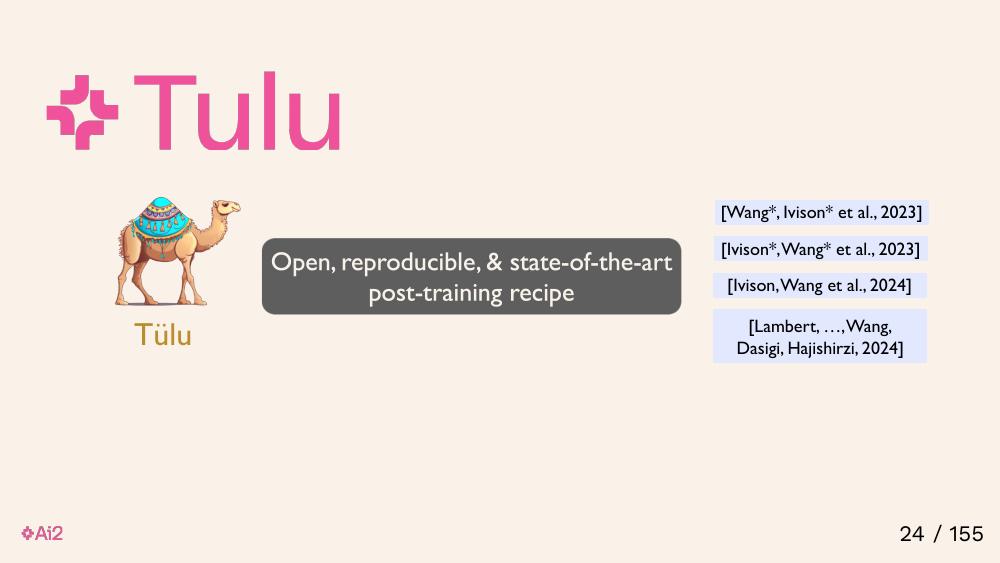 Tulu
Tülu
Open, reproducible, & state-of-the-art
post-training recipe
[Wang*, Ivison* et al., 2023]
[Ivison*, Wang* et al., 2023]
[Ivison, Wang et al., 2024]
[Lambert, …, Wang,
Dasigi, Hajishirzi, 2024]
Ai2
24 / 155